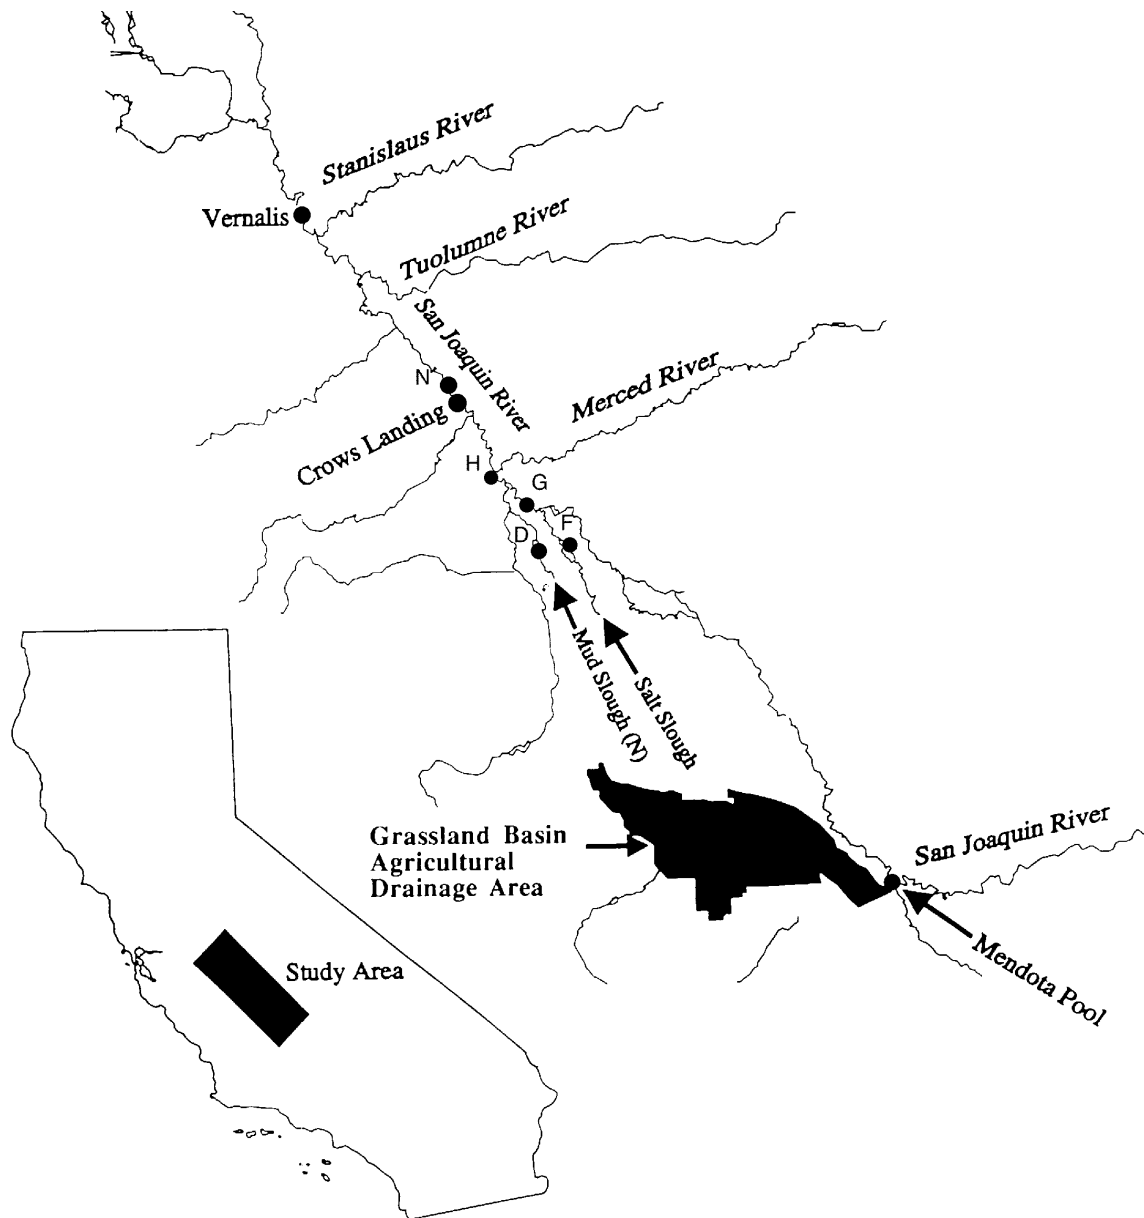 Stanislaus River
Vernalis
Tuolumne River
San Joaquin River
N
Merced River
Crows Landing
H
G
D
F
Mud Slough (N)
Salt Slough
Grassland Basin
Agricultural
Drainage Area
San Joaquin River
Mendota Pool
Study Area